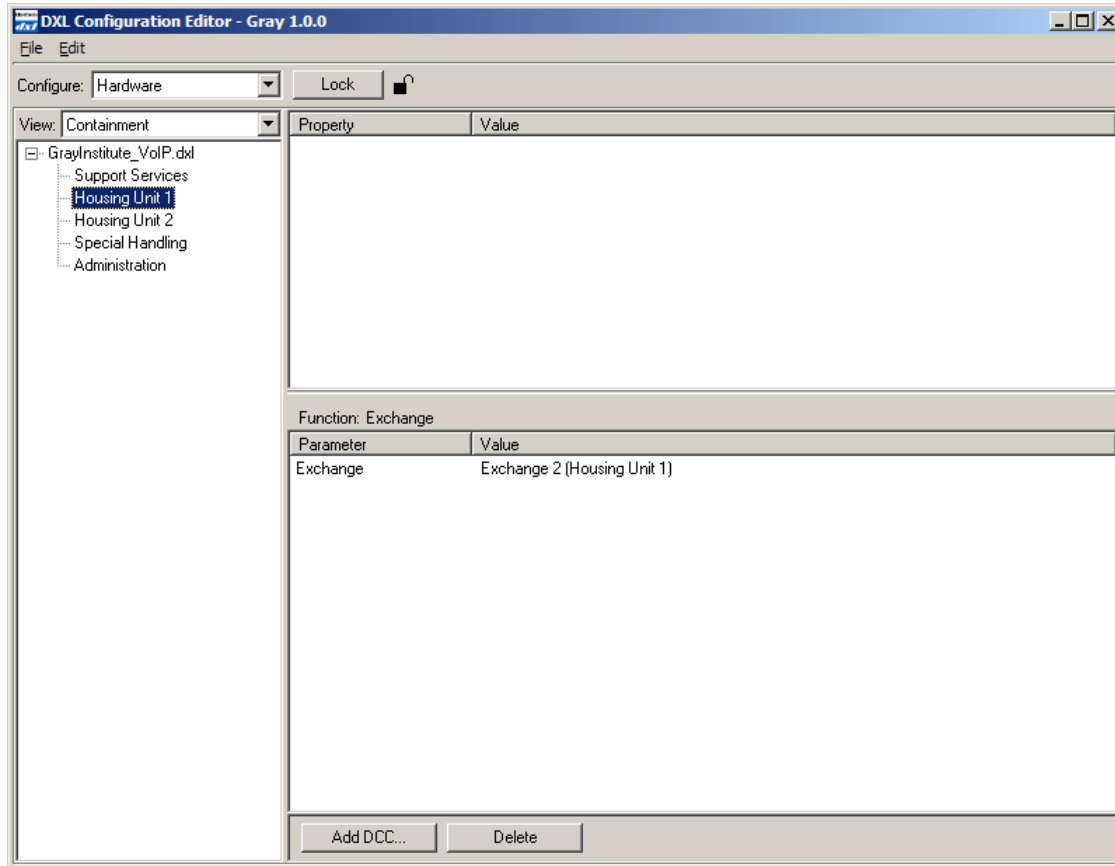 DXL Configuration Editor - Gray 1.0.0
File Edit
Configure: Hardware Lock
View: Containment
Property Value
GrayInstitute_VoIP.dxl
Support Services
Housing Unit 1
Housing Unit 2
Special Handling
Administration
Function: Exchange
Parameter Value
Exchange Exchange 2 (Housing Unit 1)
Add DCC... Delete